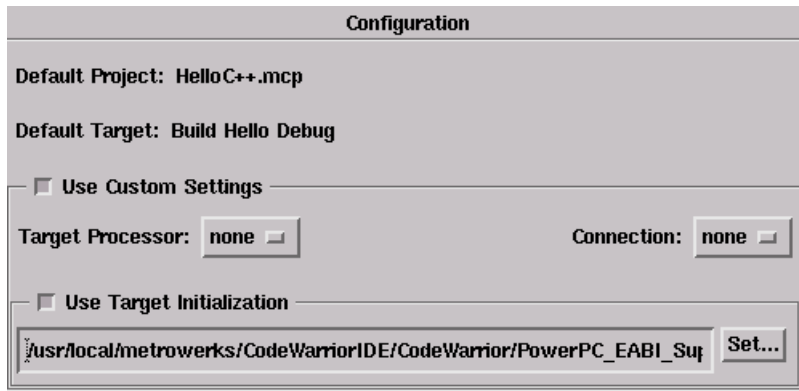 Configuration
Default Project: HelloC++.mcp
Default Target: Build Hello Debug
Use Custom Settings
Target Processor: none Connection: none
Use Target Initialization
/usr/local/metrowerks/CodeWarriorIDE/CodeWarrior/PowerPC_EABI_Sup Set...